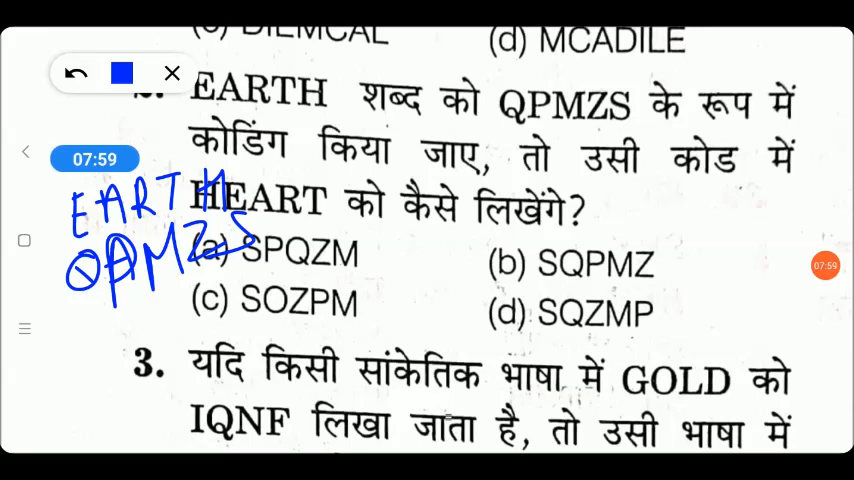 (c) DIEMCAL (d) MCADILE
EARTH शब्द को QPMZS के रूप में
कोडिंग किया जाए, तो उसी कोड में
07:59
HEART को कैसे लिखेंगे?
EARTH
QPMZS
(a) SPQZM (b) SQPMZ
07:59
(c) SOZPM (d) SQZMP
3. यदि किसी सांकेतिक भाषा में GOLD को
IQNF लिखा जाता है, तो उसी भाषा में